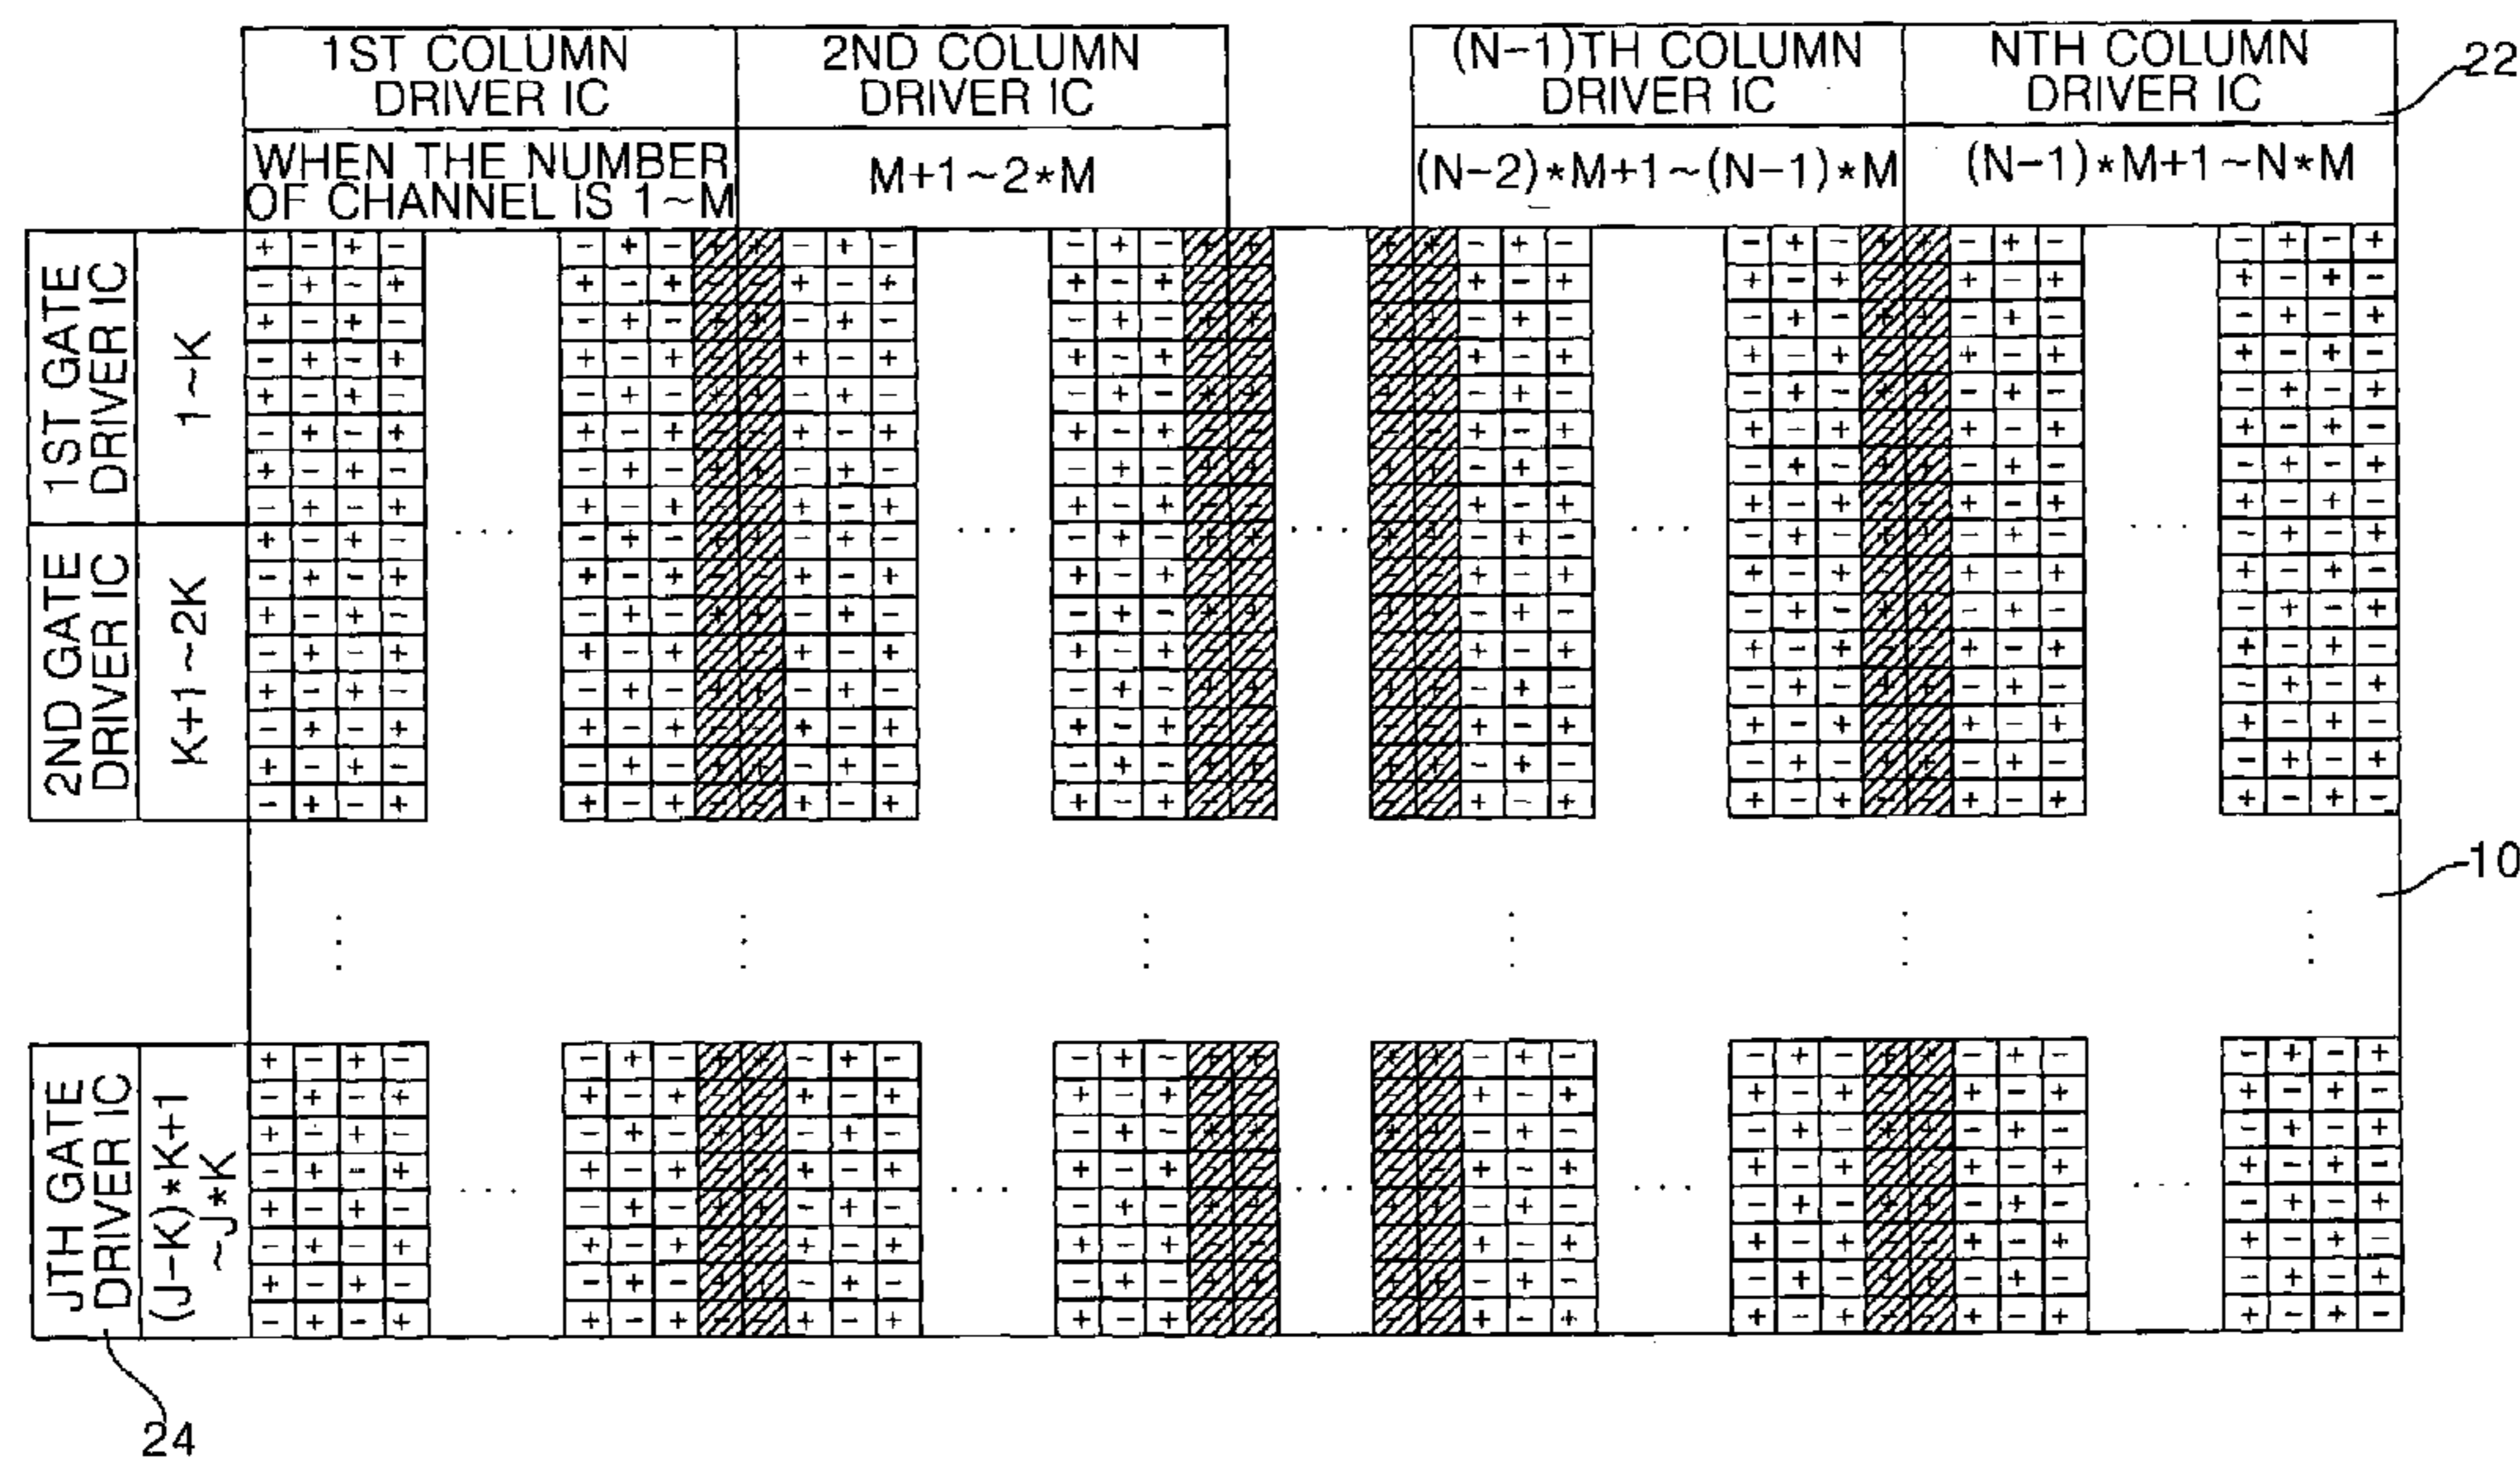 1ST COLUMN
DRIVER IC
2ND COLUMN
DRIVER IC
(N-1)TH COLUMN
DRIVER IC
NTH COLUMN
DRIVER IC
22
WHEN THE NUMBER
OF CHANNEL IS 1~M
M+1~2*M
(N-2)*M+1~(N-1)*M
(N-1)*M+1~N*M
1ST GATE
DRIVER IC
1~K
2ND GATE
DRIVER IC
K+1~2K
10
JTH GATE
DRIVER IC
(J-K)*K+1
~J*K
24